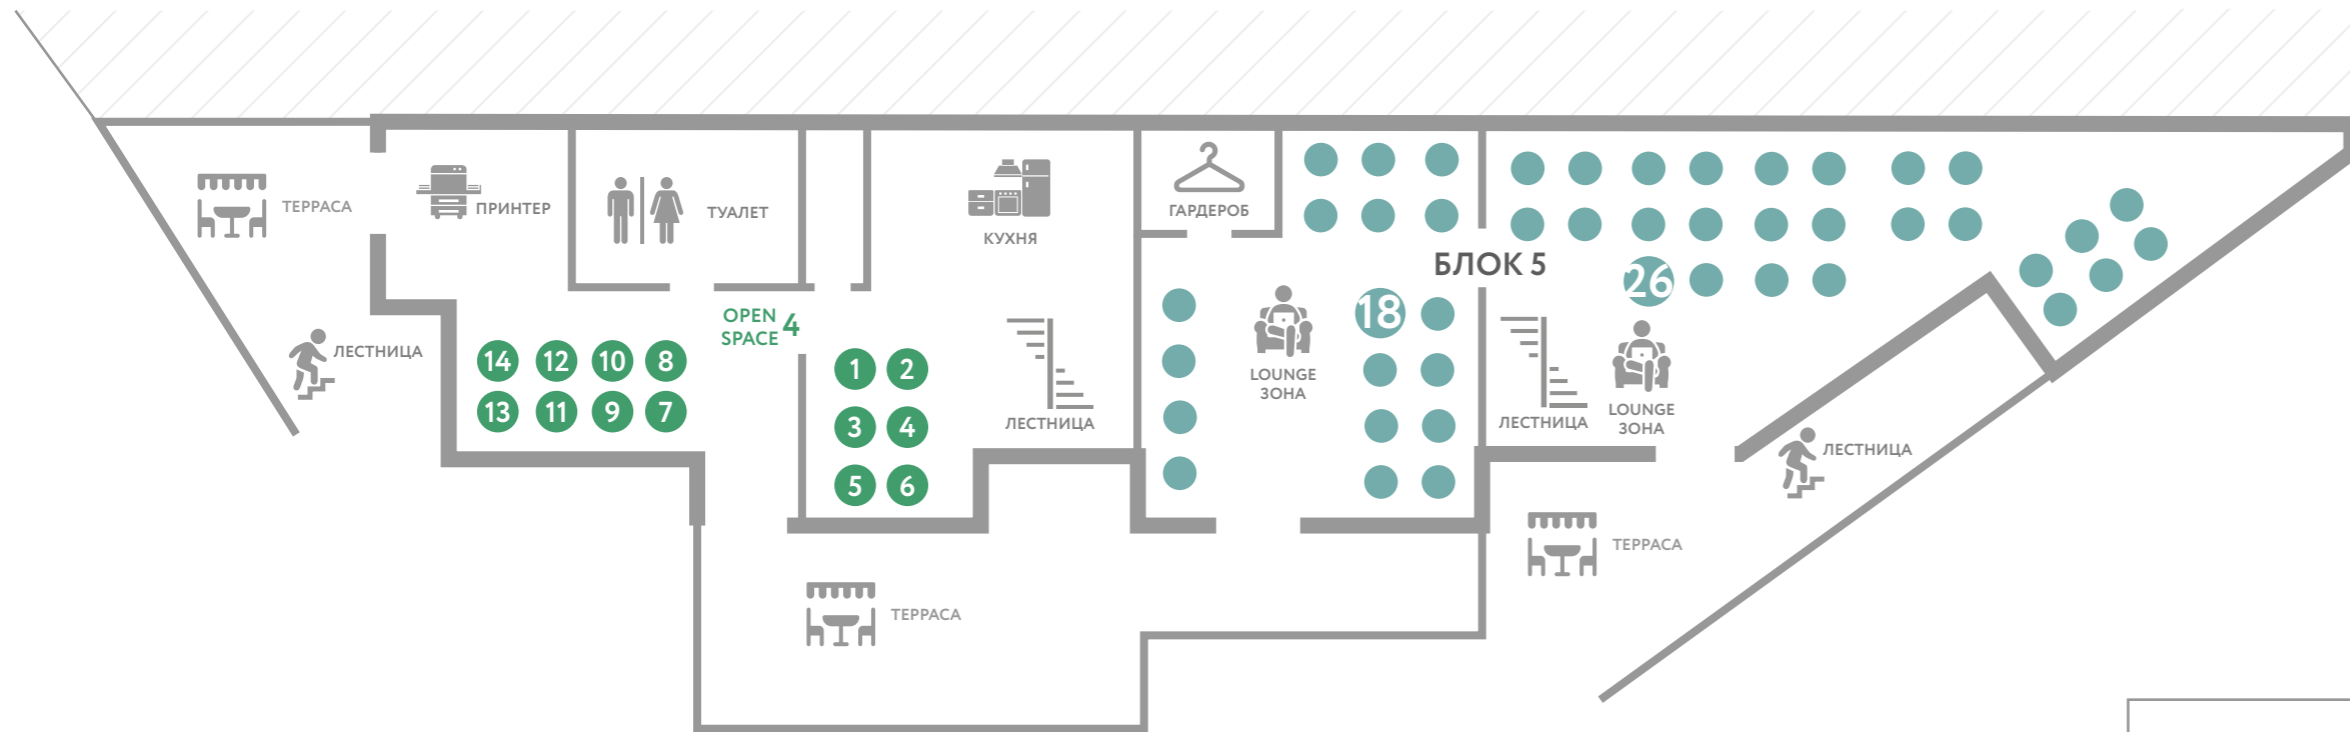 ТЕРРАСА
ПРИНТЕР
ТУАЛЕТ
КУХНЯ
ГАРДЕРОБ
БЛОК 5
26
18
OPEN
SPACE 4
ЛЕСТНИЦА
14 12 10 8
13 11 9 7
1 2
3 4
5 6
ЛЕСТНИЦА
LOUNGE
ЗОНА
ЛЕСТНИЦА
LOUNGE
ЗОНА
ЛЕСТНИЦА
ТЕРРАСА
ТЕРРАСА